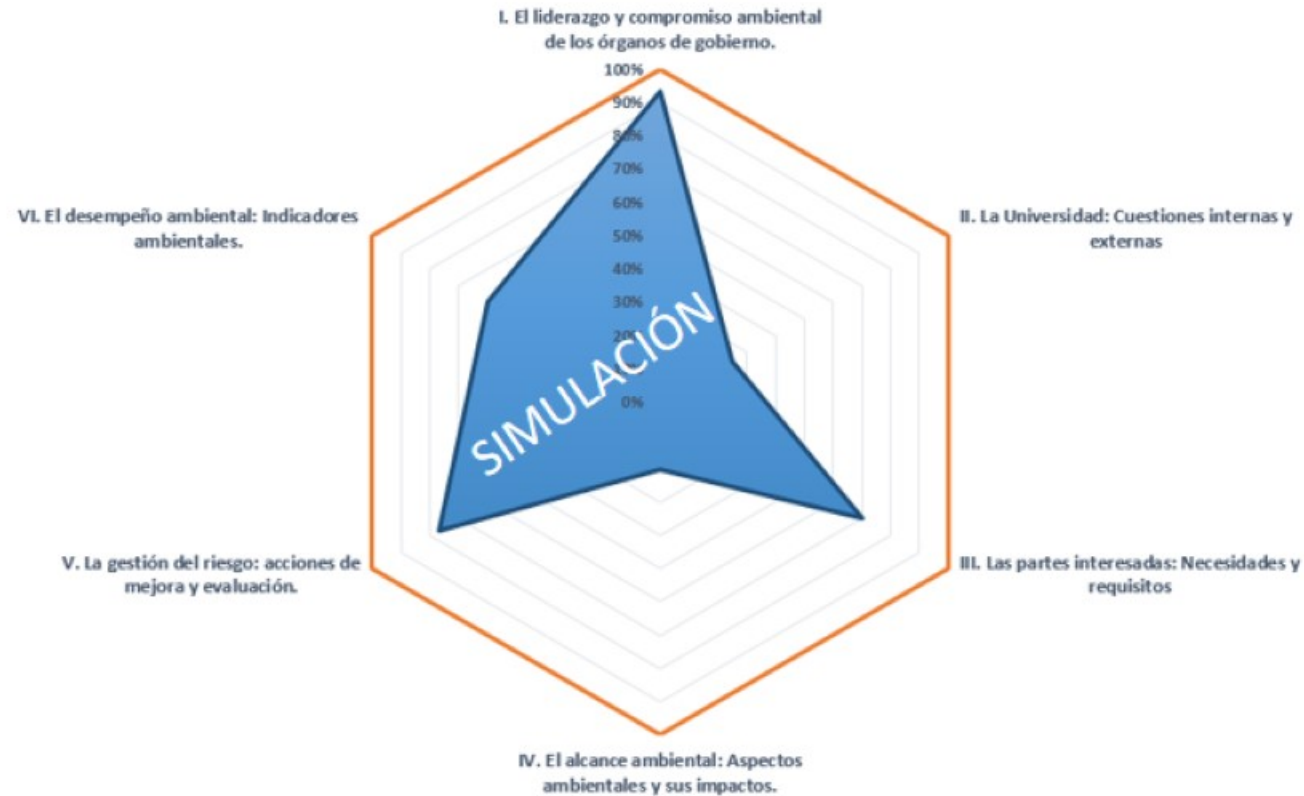 I. El liderazgo y compromiso ambiental
de los órganos de gobierno.
100%
90%
80%
70%
60%
50%
40%
30%
20%
0%
SIMULACIÓN
II. La Universidad: Cuestiones internas y
externas
III. Las partes interesadas: Necesidades y
requisitos
IV. El alcance ambiental: Aspectos
ambientales y sus impactos.
V. La gestión del riesgo: acciones de
mejora y evaluación.
VI. El desempeño ambiental: Indicadores
ambientales.